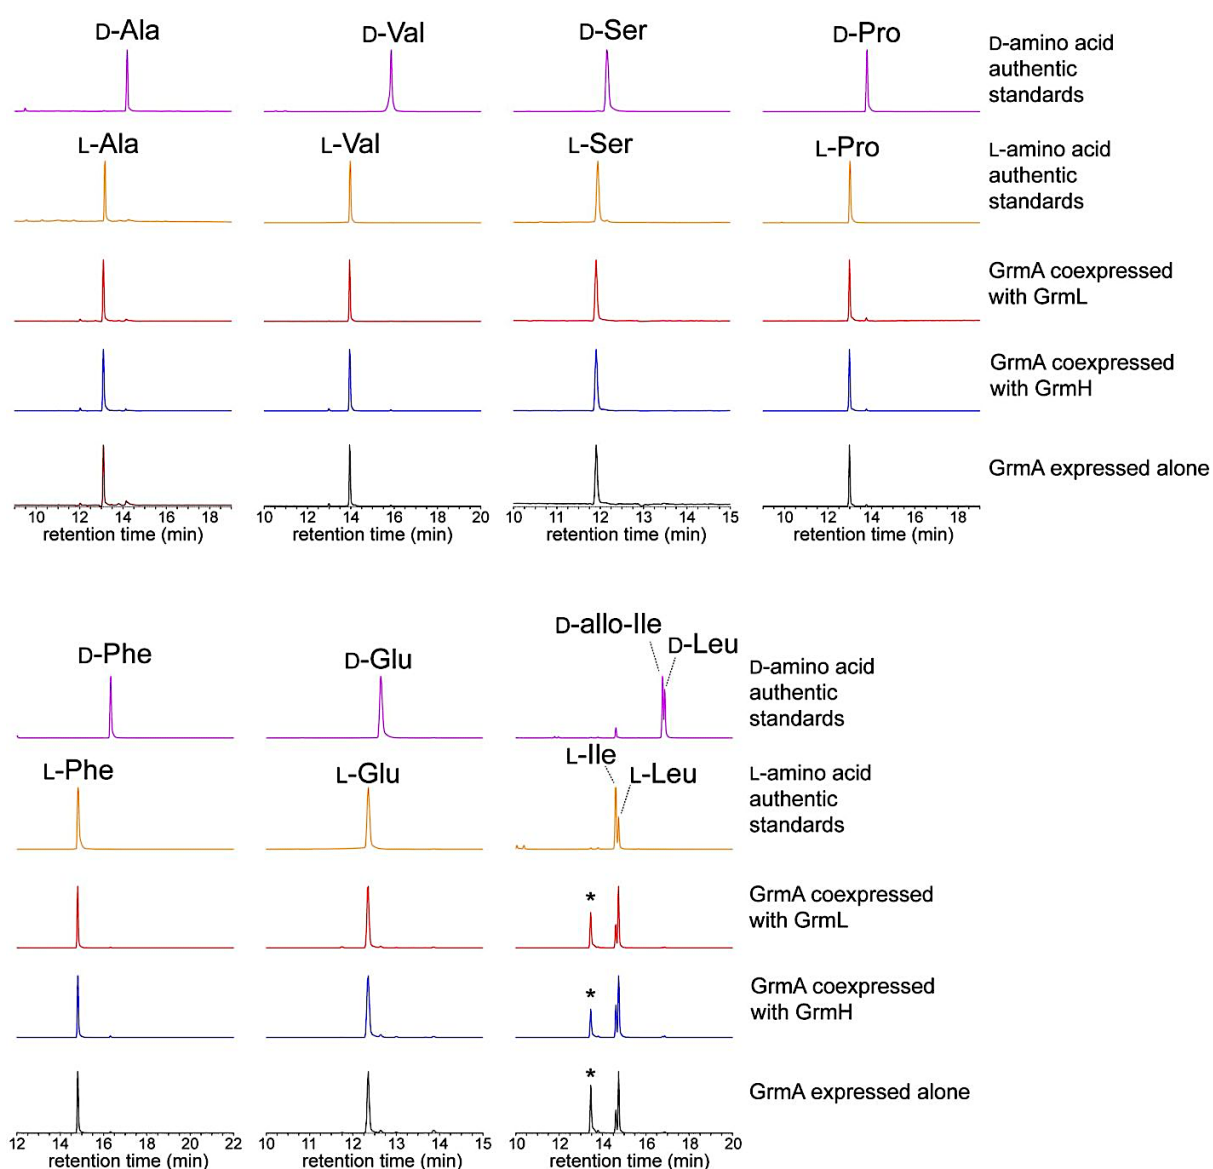 D-Ala D-Val D-Ser D-Pro
D-amino acid
authentic
standards
L-Ala L-Val L-Ser L-Pro
L-amino acid
authentic
standards
GrmA coexpressed
with GrmL
GrmA coexpressed
with GrmH
GrmA expressed alone
10 12 14 16 18 10 12 14 16 18 20 10 11 12 13 14 15 10 12 14 16 18
retention time (min) retention time (min) retention time (min) retention time (min)
D-allo-Ile
D-Phe D-Glu D-Leu
D-amino acid
authentic
standards
L-Ile
L-Phe L-Glu L-Leu
L-amino acid
authentic
standards
*
GrmA coexpressed
with GrmL
*
GrmA coexpressed
with GrmH
*
GrmA expressed alone
12 14 16 18 20 22 10 11 12 13 14 15 10 12 14 16 18 20
retention time (min) retention time (min) retention time (min)